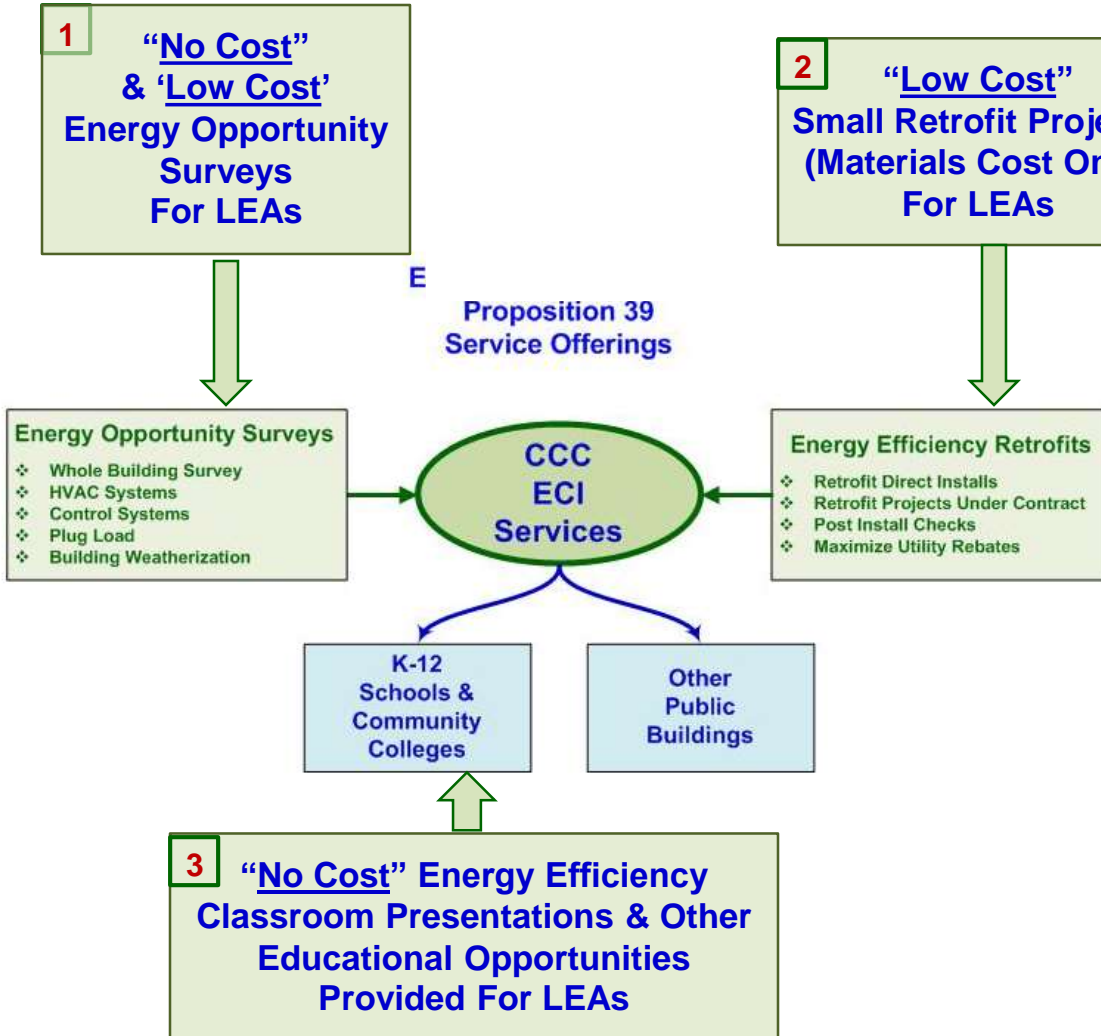 1
“No Cost”
& ‘Low Cost’
Energy Opportunity
Surveys
For LEAs
2
“Low Cost”
Small Retrofit Proje
(Materials Cost On
For LEAs
E
Proposition 39
Service Offerings
Energy Opportunity Surveys
❖ Whole Building Survey
❖ HVAC Systems
❖ Control Systems
❖ Plug Load
❖ Building Weatherization
CCC
ECI
Services
Energy Efficiency Retrofits
❖ Retrofit Direct Installs
❖ Retrofit Projects Under Contract
❖ Post Install Checks
❖ Maximize Utility Rebates
K-12
Schools &
Community
Colleges
Other
Public
Buildings
3
“No Cost” Energy Efficiency
Classroom Presentations & Other
Educational Opportunities
Provided For LEAs